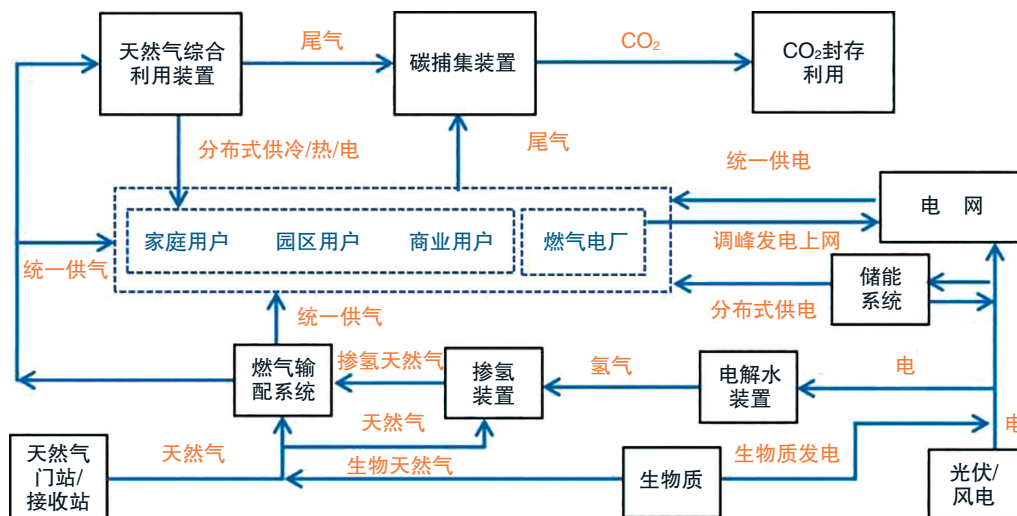 天然气综合
利用装置
尾气
碳捕集装置
CO₂
CO₂封存
利用
分布式供冷/热/电
尾气
统一供电
电 网
家庭用户
园区用户
商业用户
燃气电厂
调峰发电上网
统一供气
储能
系统
分布式供电
统一供气
燃气输
配系统
掺氢天然气
掺氢
装置
氢气
电解水
装置
电
天然气
门站/
接收站
天然气
天然气
生物天然气
生物质
生物质发电
电
光伏/
风电